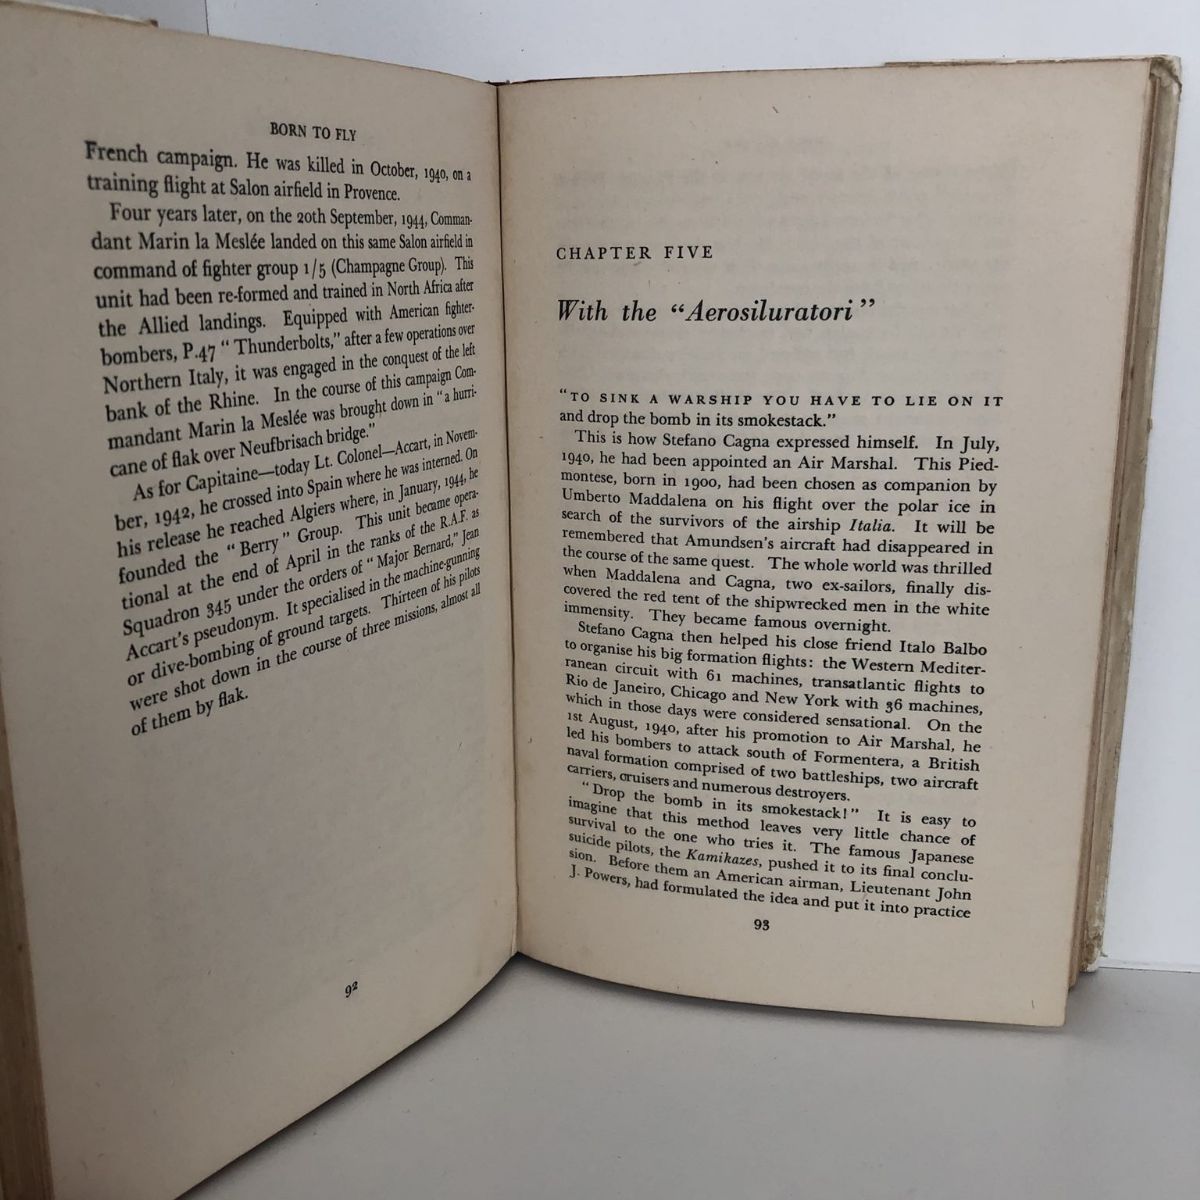 BORN TO FLY
French campaign. He was killed in October, 1940, on a
training flight at Salon airfield in Provence.
Four years later, on the 20th September, 1944, Comman-
dant Marin la Meslée landed on this same Salon airfield in
command of fighter group 1/5 (Champagne Group). This
unit had been re-formed and trained in North Africa after
the Allied landings. Equipped with American fighter-
bombers, P.47 "Thunderbolts," after a few operations over
Northern Italy, it was engaged in the conquest of the left
bank of the Rhine. In the course of this campaign Com-
mandant Marin la Meslée was brought down in "a hurri-
cane of flak over Neufbrisach bridge."
As for Capitaine—today Lt. Colonel—Accart, in Novem-
ber, 1942, he crossed into Spain where he was interned. On
his release he reached Algiers where, in January, 1944, he
founded the "Berry" Group. This unit became opera-
tional at the end of April in the ranks of the R.A.F. as
Squadron 345 under the orders of "Major Bernard," Jean
Accart's pseudonym. It specialised in the machine-gunning
or dive-bombing of ground targets. Thirteen of his pilots
were shot down in the course of three missions, almost all
of them by flak.
92
CHAPTER FIVE
With the "Aerosiluratori"
"TO SINK A WARSHIP YOU HAVE TO LIE ON IT
and drop the bomb in its smokestack."
This is how Stefano Cagna expressed himself. In July,
1940, he had been appointed an Air Marshal. This Pied-
montese, born in 1900, had been chosen as companion by
Umberto Maddalena on his flight over the polar ice in
search of the survivors of the airship Italia. It will be
remembered that Amundsen's aircraft had disappeared in
the course of the same quest. The whole world was thrilled
when Maddalena and Cagna, two ex-sailors, finally dis-
covered the red tent of the shipwrecked men in the white
immensity. They became famous overnight.
Stefano Cagna then helped his close friend Italo Balbo
to organise his big formation flights: the Western Mediter-
ranean circuit with 61 machines, transatlantic flights to
Rio de Janeiro, Chicago and New York with 36 machines,
which in those days were considered sensational. On the
1st August, 1940, after his promotion to Air Marshal, he
led his bombers to attack south of Formentera, a British
naval formation comprised of two battleships, two aircraft
carriers, cruisers and numerous destroyers.
"Drop the bomb in its smokestack!" It is easy to
imagine that this method leaves very little chance of
survival to the one who tries it. The famous Japanese
suicide pilots, the Kamikazes, pushed it to its final conclu-
sion. Before them an American airman, Lieutenant John
J. Powers, had formulated the idea and put it into practice
93